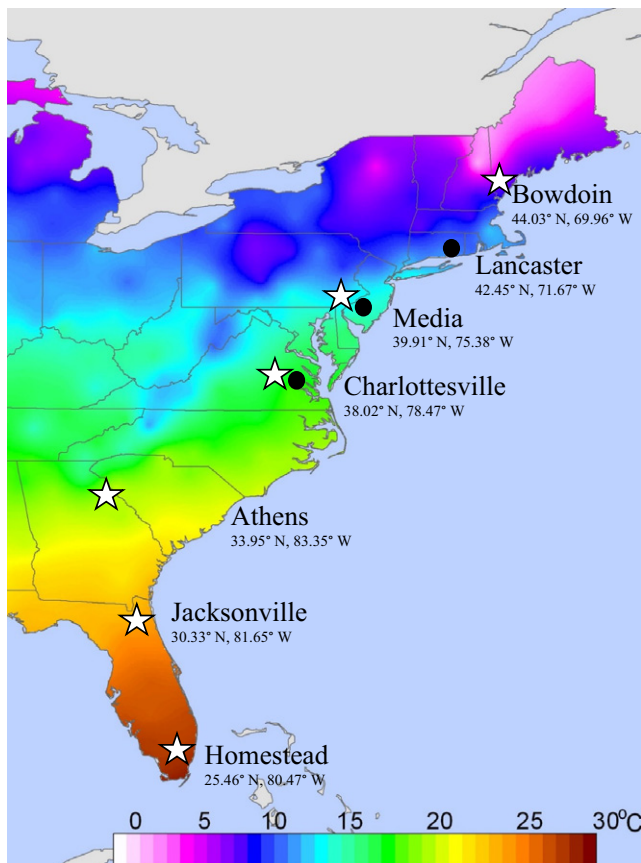 Bowdoin
44.03° N, 69.96° W
Lancaster
42.45° N, 71.67° W
Media
39.91° N, 75.38° W
Charlottesville
38.02° N, 78.47° W
Athens
33.95° N, 83.35° W
Jacksonville
30.33° N, 81.65° W
Homestead
25.46° N, 80.47° W
0 5 10 15 20 25 30°C